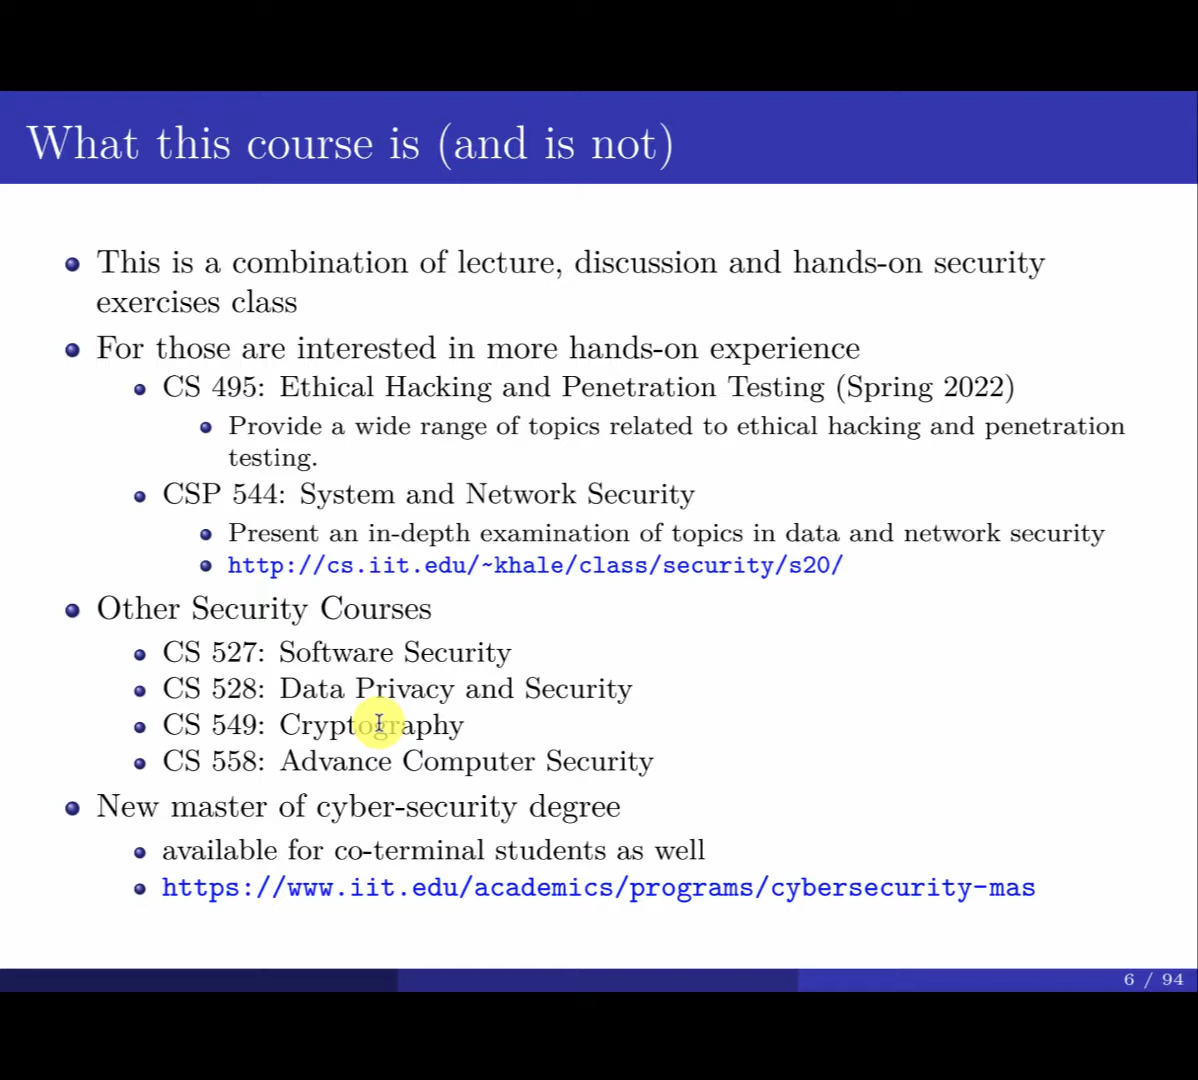 What this course is (and is not)
This is a combination of lecture, discussion and hands-on security
exercises class
For those are interested in more hands-on experience
CS 495: Ethical Hacking and Penetration Testing (Spring 2022)
Provide a wide range of topics related to ethical hacking and penetration
testing.
CSP 544: System and Network Security
Present an in-depth examination of topics in data and network security
http://cs.iit.edu/~khale/class/security/s20/
Other Security Courses
CS 527: Software Security
CS 528: Data Privacy and Security
CS 549: Cryptography
CS 558: Advance Computer Security
New master of cyber-security degree
available for co-terminal students as well
https://www.iit.edu/academics/programs/cybersecurity-mas
6 / 94